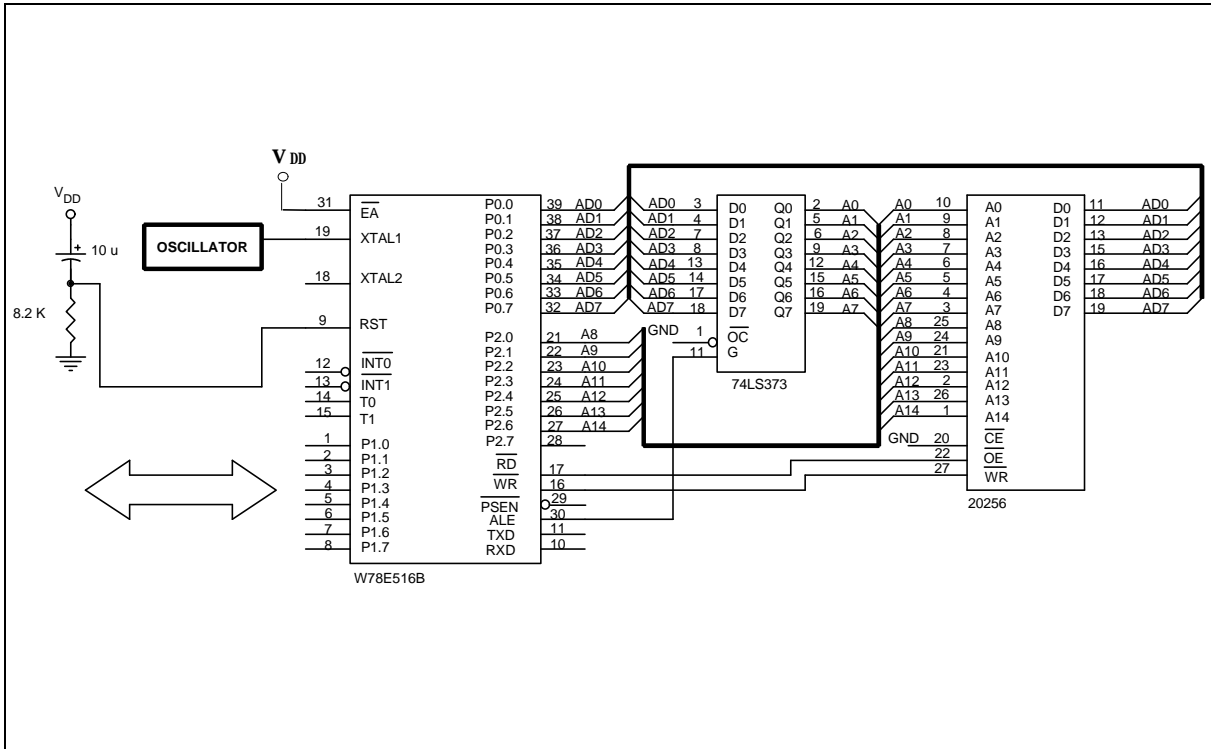 V DD
VDD
10 u
8.2 K
OSCILLATOR
31 EA
19 XTAL1
18 XTAL2
9 RST
12 INT0
13 INT1
14 T0
15 T1
1 P1.0
2 P1.1
3 P1.2
4 P1.3
5 P1.4
6 P1.5
7 P1.6
8 P1.7
P0.0 39 AD0
P0.1 38 AD1
P0.2 37 AD2
P0.3 36 AD3
P0.4 35 AD4
P0.5 34 AD5
P0.6 33 AD6
P0.7 32 AD7
P2.0 21 A8
P2.1 22 A9
P2.2 23 A10
P2.3 24 A11
P2.4 25 A12
P2.5 26 A13
P2.6 27 A14
P2.7 28
RD 17
WR 16
PSEN 29
ALE 30
TXD 11
RXD 10
W78E516B
AD0 3 D0 Q0 2 A0
AD1 4 D1 Q1 5 A1
AD2 7 D2 Q2 6 A2
AD3 8 D3 Q3 9 A3
AD4 13 D4 Q4 12 A4
AD5 14 D5 Q5 15 A5
AD6 17 D6 Q6 16 A6
AD7 18 D7 Q7 19 A7
GND 1 OC
11 G
74LS373
A0 10 A0 D0 11 AD0
A1 9 A1 D1 12 AD1
A2 8 A2 D2 13 AD2
A3 7 A3 D3 15 AD3
A4 6 A4 D4 16 AD4
A5 5 A5 D5 17 AD5
A6 4 A6 D6 18 AD6
A7 3 A7 D7 19 AD7
A8 25 A8
A9 24 A9
A10 21 A10
A11 23 A11
A12 2 A12
A13 26 A13
A14 1 A14
GND 20 CE
22 OE
27 WR
20256